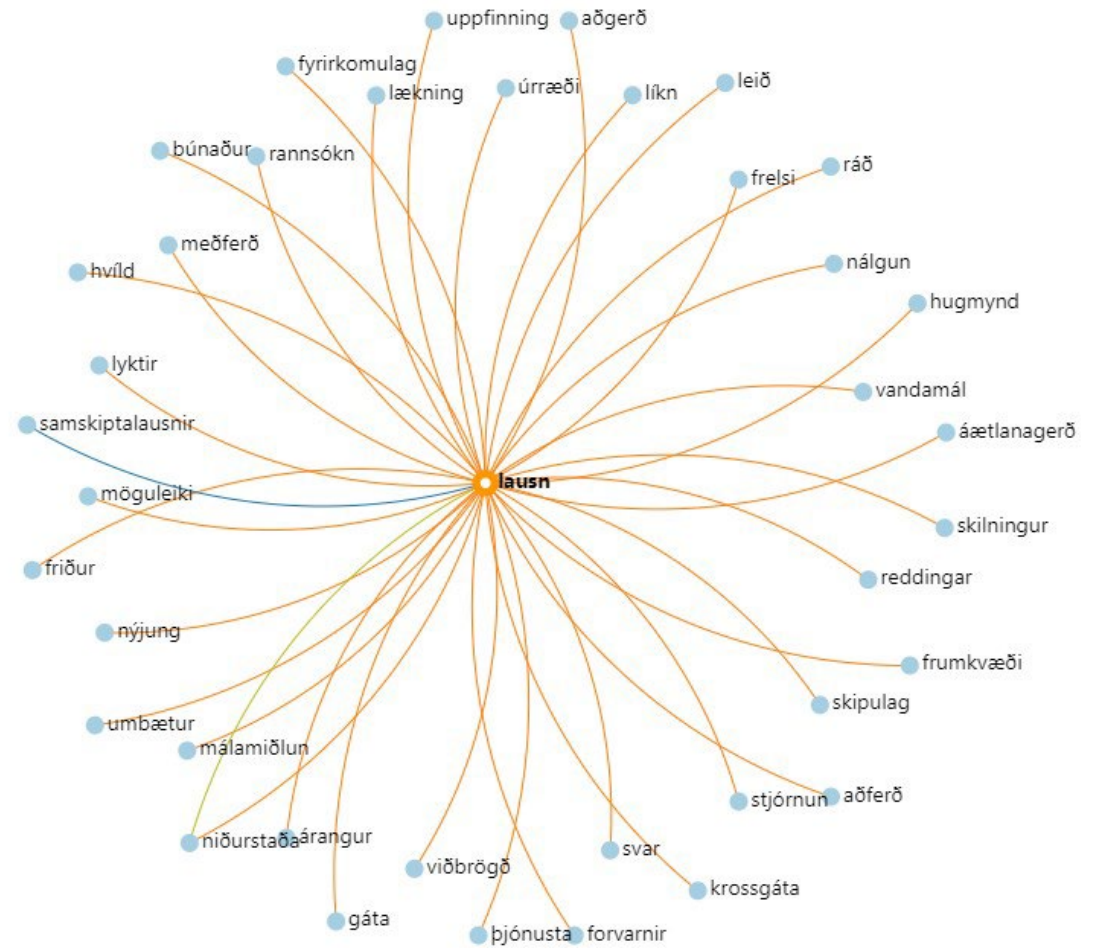 uppfinning
aðgerð
fyrirkomulag
lækning
úrræði
líkn
leið
búnaður
rannsókn
frelsi
ráð
meðferð
hvíld
nálgun
hugmynd
lyktir
vandamál
samskiptalausnir
áætlanagerð
lausn
möguleiki
skilningur
friður
reddingar
nýjung
frumkvæði
skipulag
umbætur
málamiðlun
stjórnun
aðferð
niðurstaða
árangur
svar
viðbrögð
krossgáta
gáta
þjónusta
forvarnir